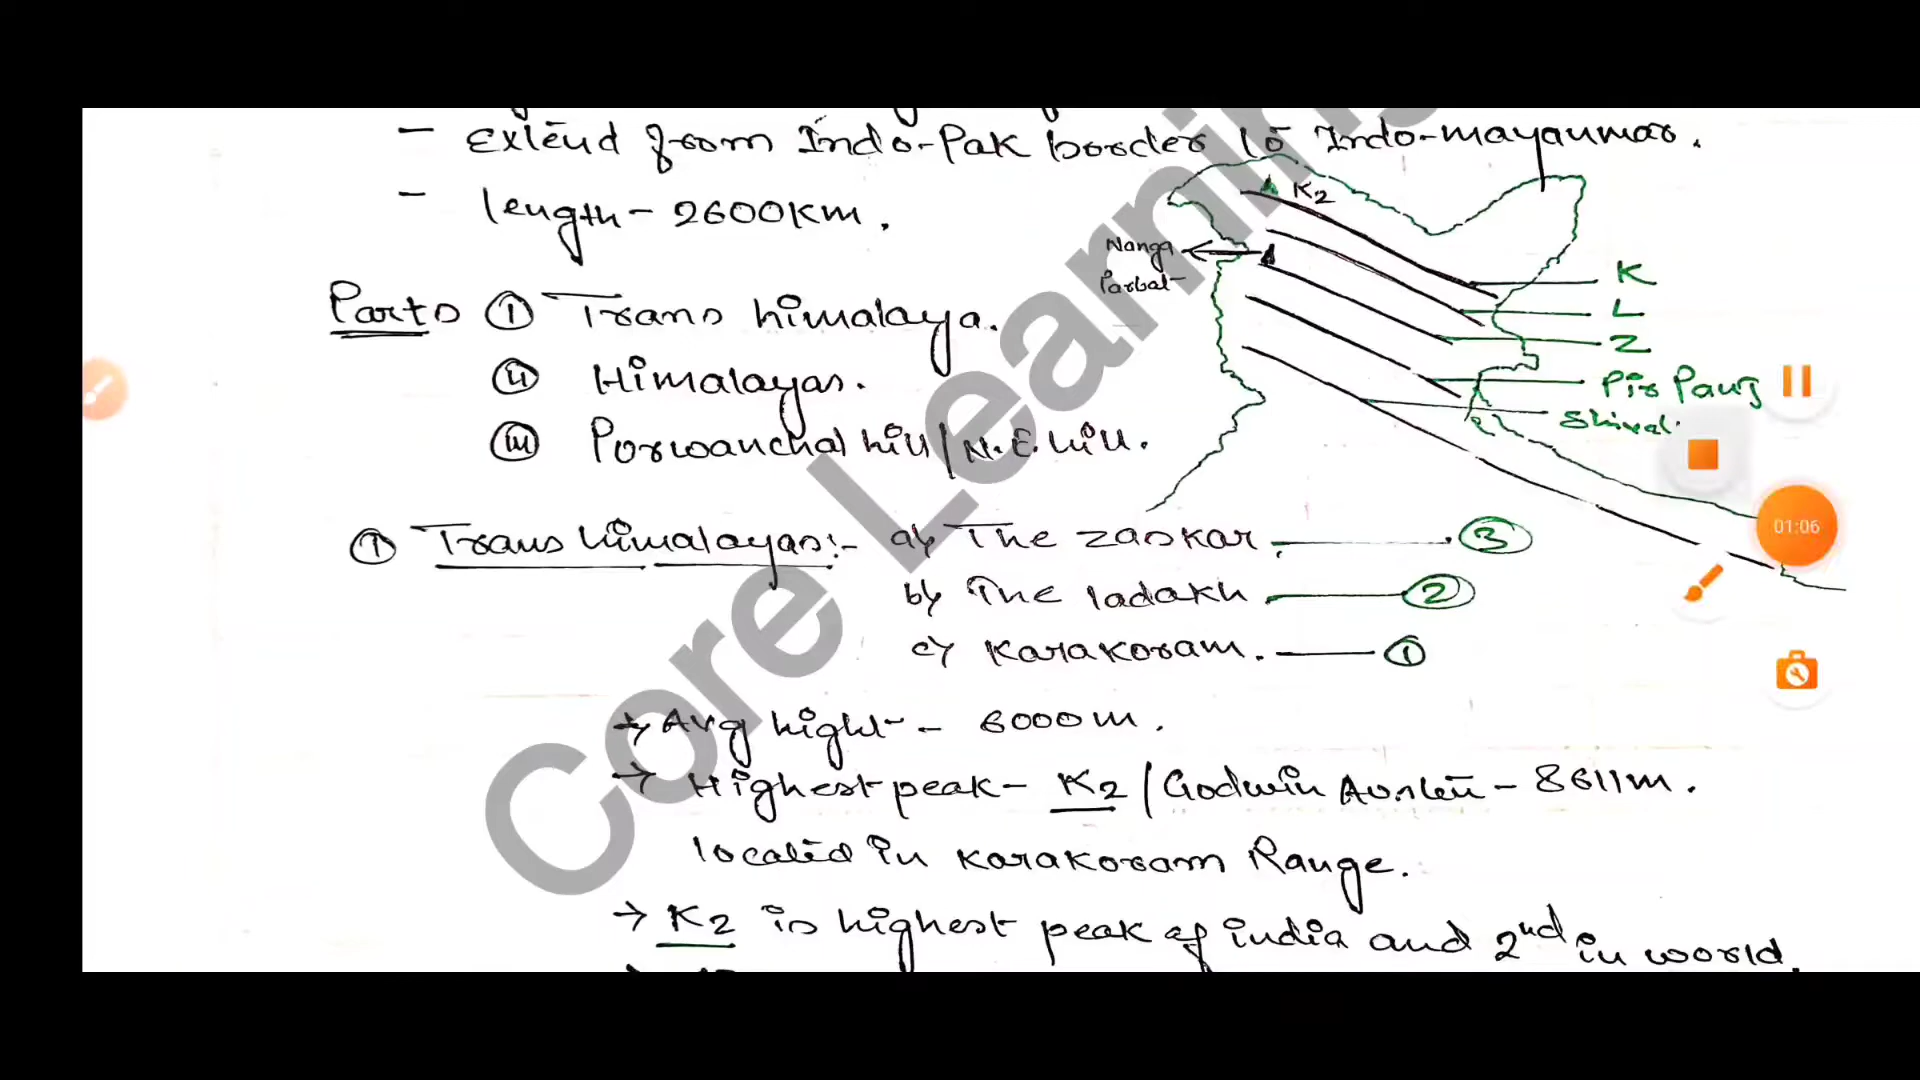 - Extend from Indo-Pak border to Indo-mayanmar.
- length - 2600KM.
K2
Nanga
Parbat
K
L
Z
Pir Panj
Shival
Parts ① Trans himalaya.
② Himalayas.
③ Porwanchal hill/N.E. hill.
① Trans himalayas:- a) The zaskar. ③
b) The ladakh ②
c) Karakoram. ①
→ Avg hight - 6000m.
→ Highest peak - K2/Godwin - 8611m.
located in Karakoram Range.
→ K2 is highest peak of india and 2nd in world.
Core Learning
01:06